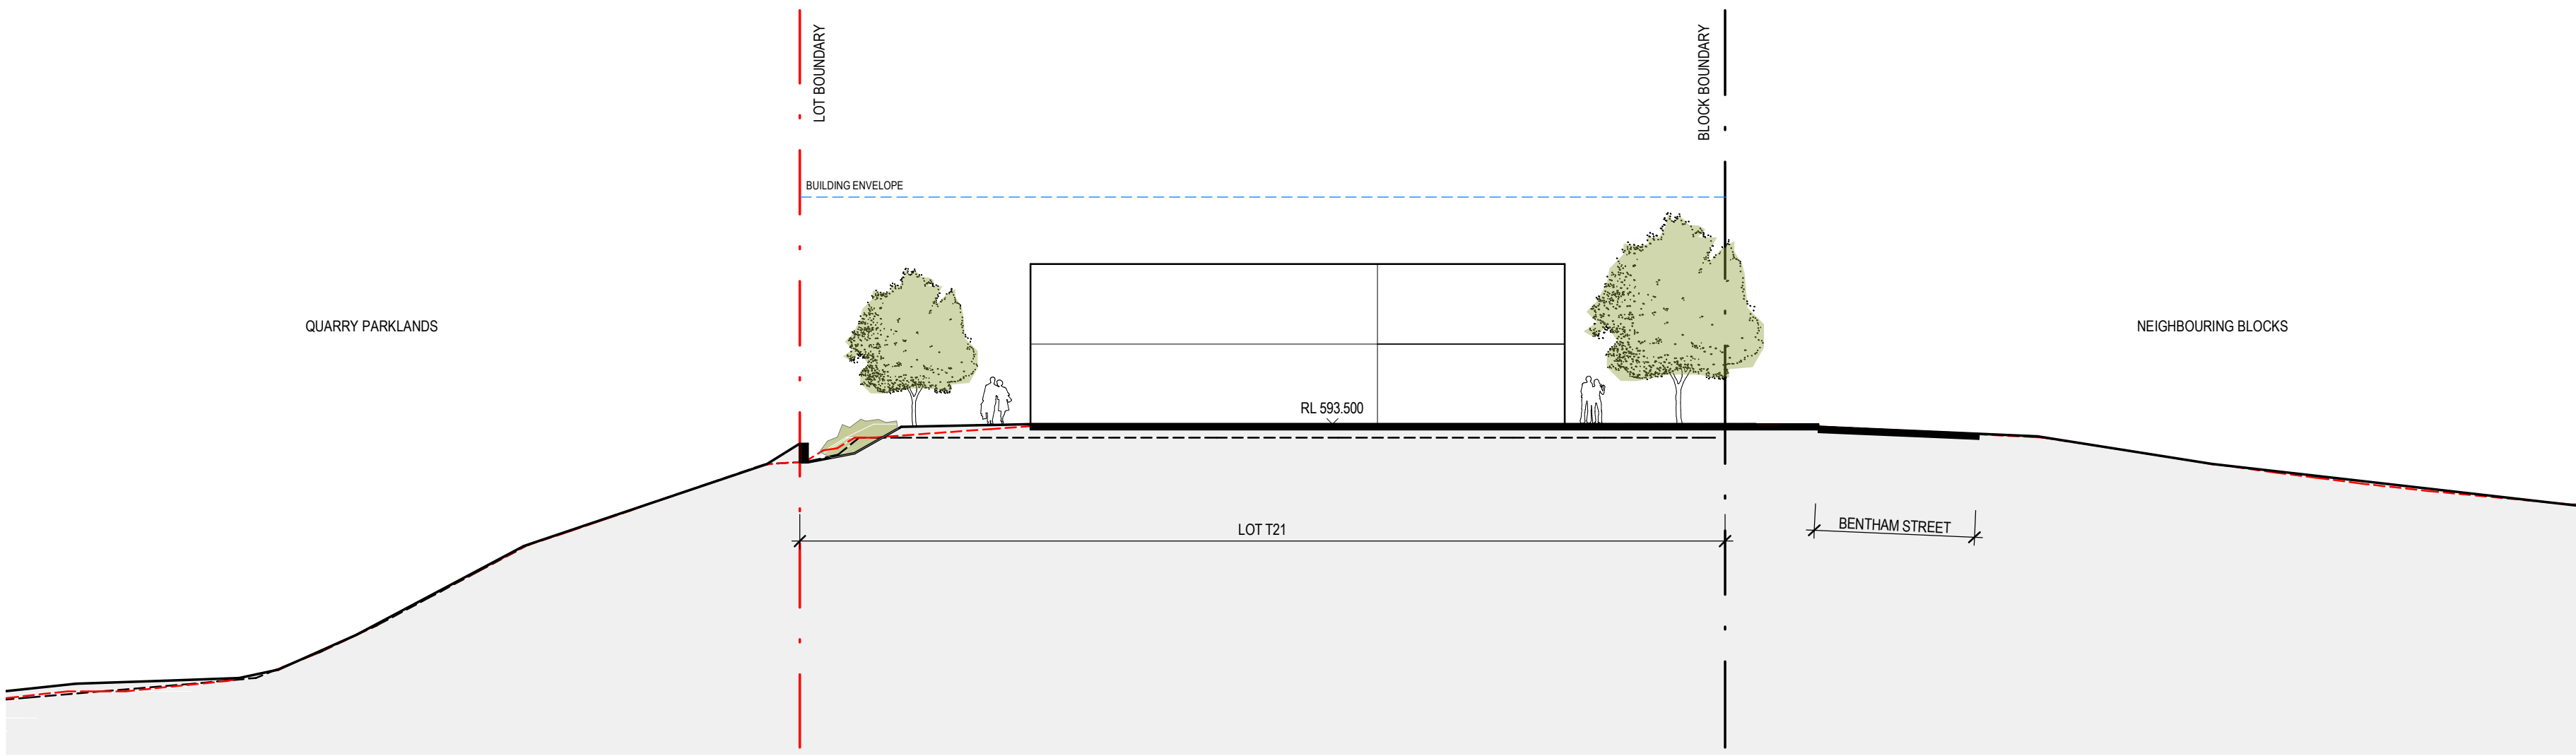 LOT BOUNDARY
BLOCK BOUNDARY
BUILDING ENVELOPE
QUARRY PARKLANDS
NEIGHBOURING BLOCKS
RL 593.500
LOT T21
BENTHAM STREET